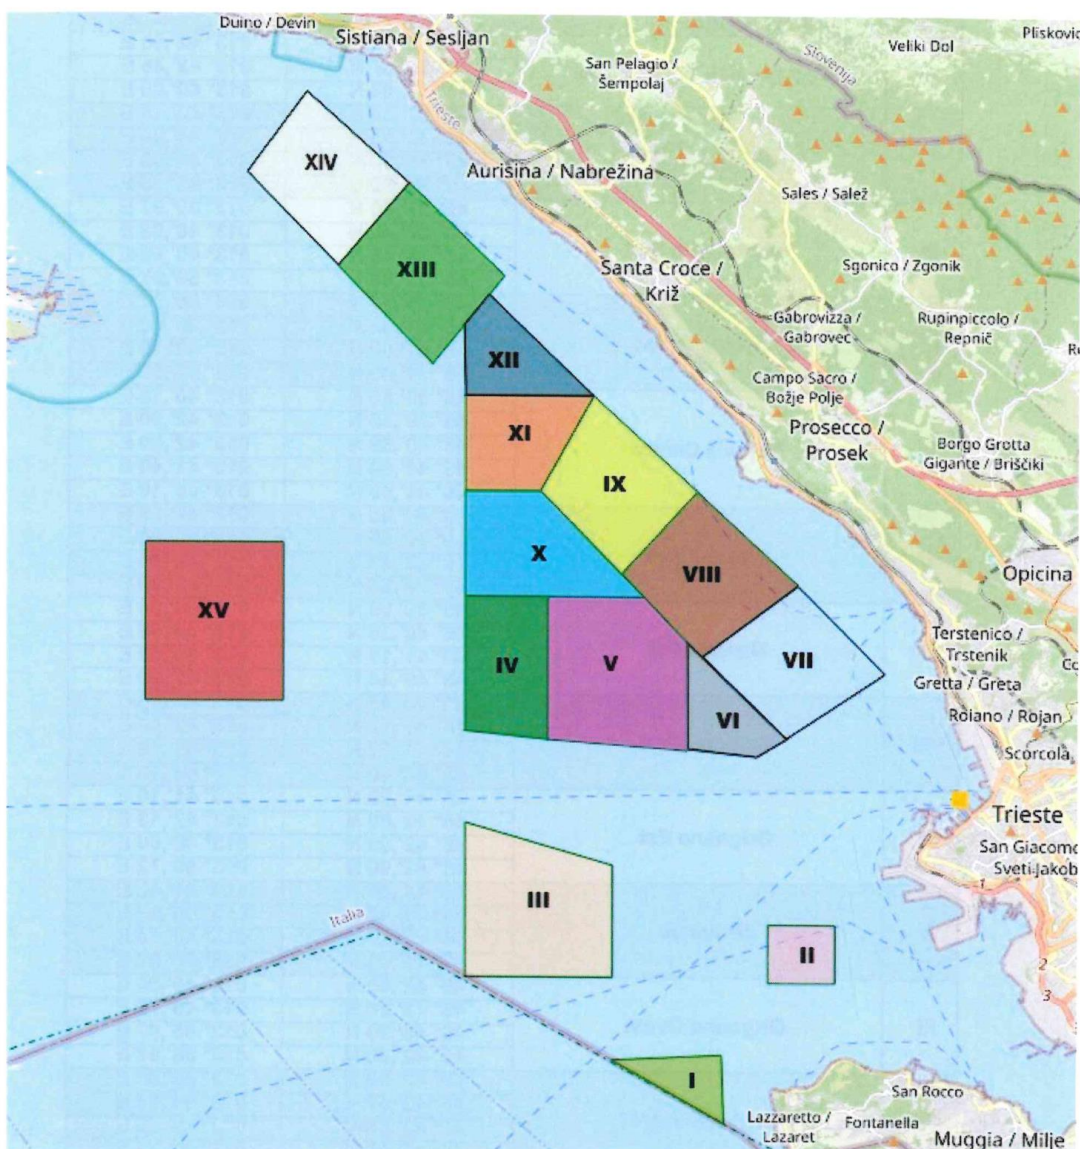 Duino / Devin
Sistiana / Sesljan
Veliki Dol
San Pelagio /
Šempolaj
Slovenija
XIV
Trieste
Aurisina / Nabrežina
Sales / Salež
XIII
Santa Croce /
Križ
Sgonico / Zgonik
Gabrovizza /
Gabrovec
Rupinpiccolo /
Repnič
XII
Campo Sacro /
Božje Polje
XI
Prosecco /
Prosek
Borgo Grotta
Gigante / Briščiki
IX
X
VIII
Opicina
XV
Terstenico /
Trstenik
IV
V
VII
Gretta / Greta
VI
Roiano / Rojan
Scorcola
Trieste
San Giacomo
Sveti Jakob
1
III
Italia
II
2
3
I
San Rocco
Lazzaretto /
Lazaret
Fontanella
Muggia / Milje